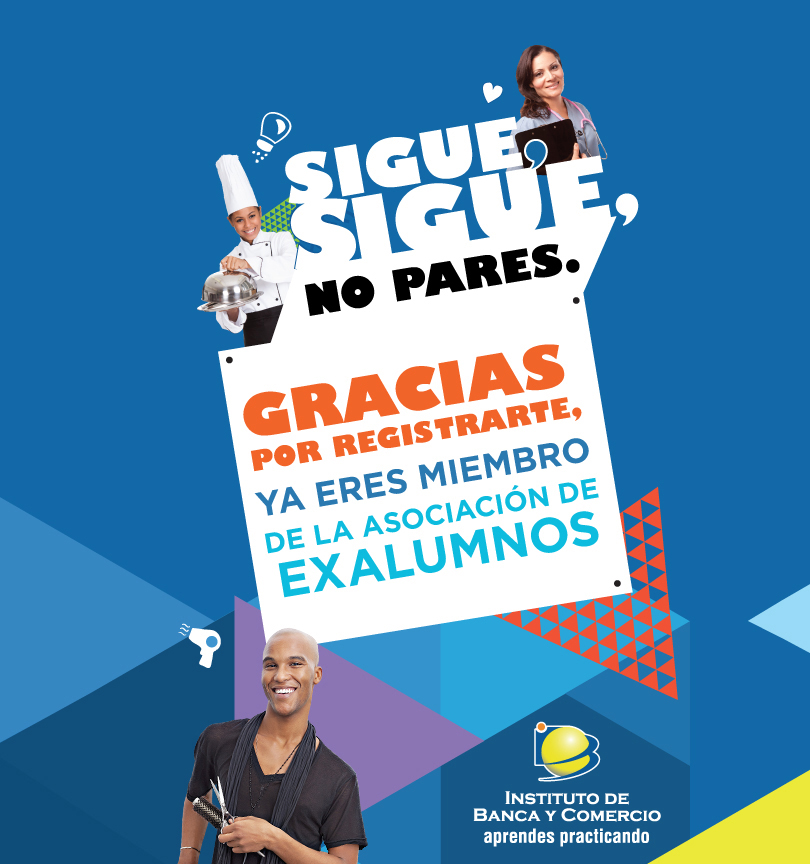 SIGUE,
SIGUE,
NO PARES.
GRACIAS
POR REGISTRARTE,
YA ERES MIEMBRO
DE LA ASOCIACIÓN DE
EXALUMNOS
INSTITUTO DE
BANCA Y COMERCIO
aprendes practicando